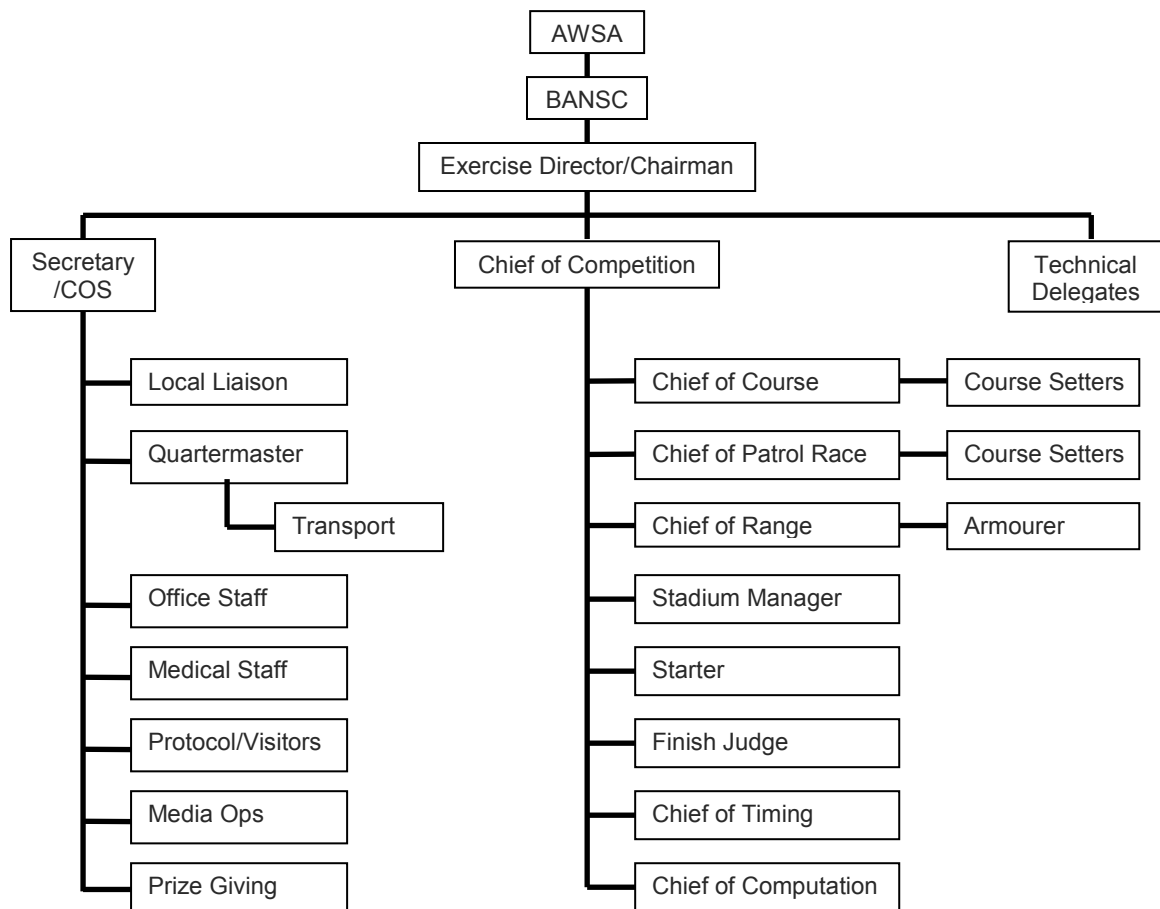 AWSA
BANSC
Exercise Director/Chairman
Secretary
/COS
Chief of Competition
Technical
Delegates
Local Liaison
Chief of Course
Course Setters
Quartermaster
Chief of Patrol Race
Course Setters
Transport
Chief of Range
Armourer
Office Staff
Stadium Manager
Medical Staff
Starter
Protocol/Visitors
Finish Judge
Media Ops
Chief of Timing
Prize Giving
Chief of Computation